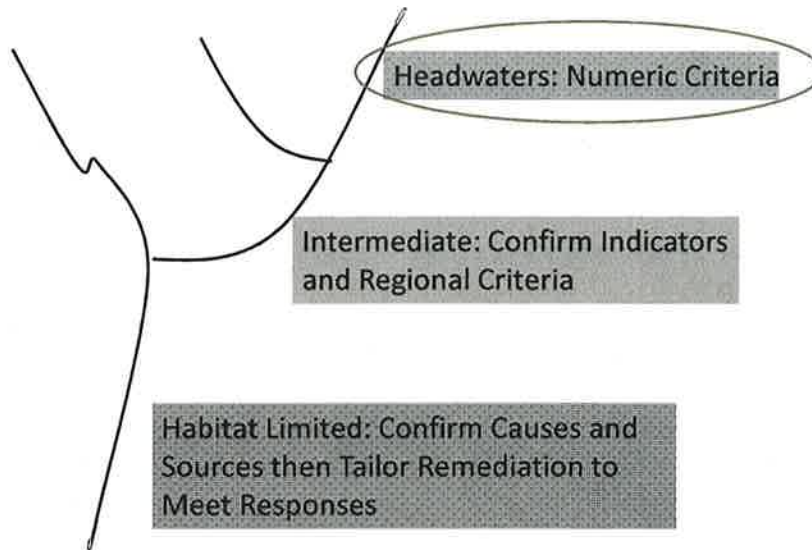 Headwaters: Numeric Criteria
Intermediate: Confirm Indicators
and Regional Criteria
Habitat Limited: Confirm Causes and
Sources then Tailor Remediation to
Meet Responses